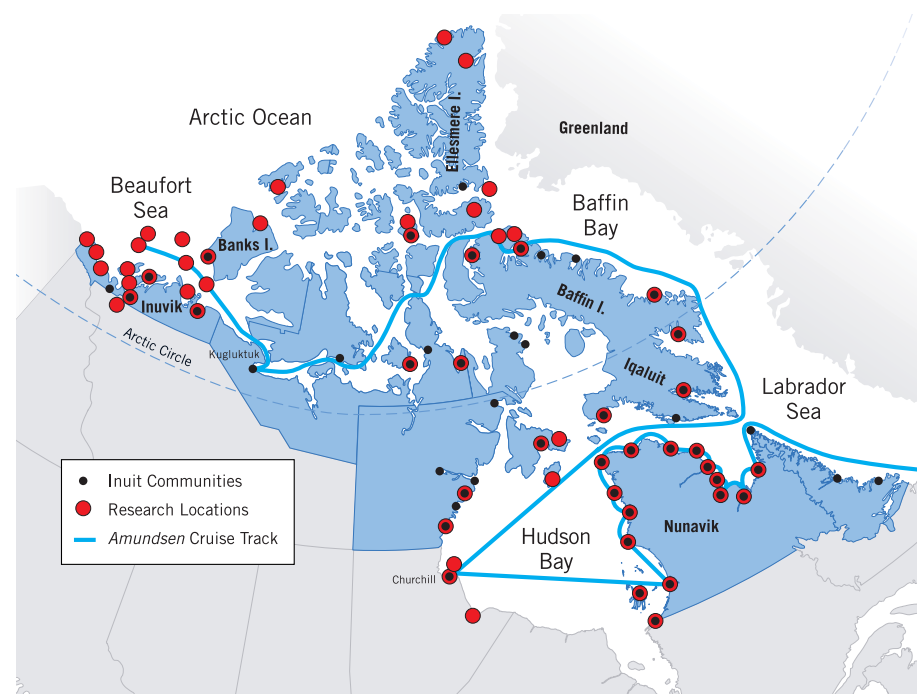 Arctic Ocean
Ellesmere I.
Greenland
Beaufort
Sea
Baffin
Bay
Banks I.
Baffin I.
Inuvik
Arctic Circle
Kugluktuk
Iqaluit
Labrador
Sea
Inuit Communities
Research Locations
Amundsen Cruise Track
Hudson
Bay
Nunavik
Churchill